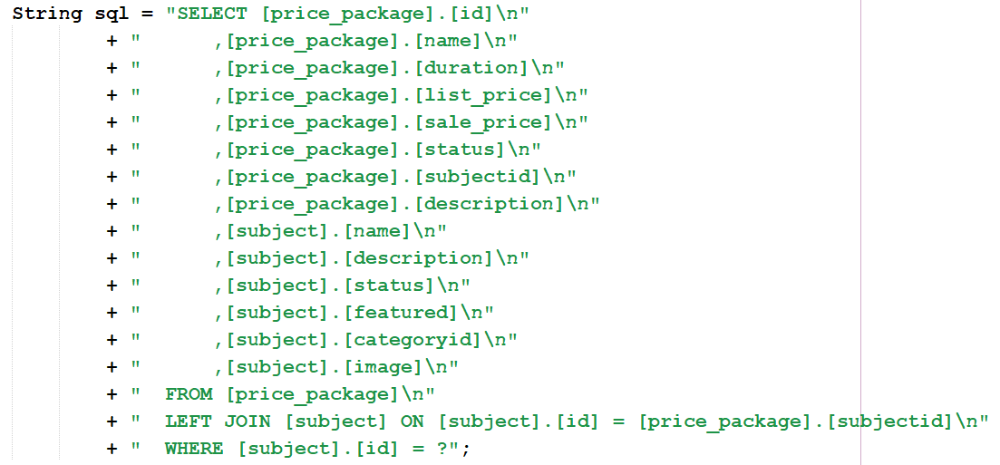 String sql = "SELECT [price_package].[id]\n"
        + "      ,[price_package].[name]\n"
        + "      ,[price_package].[duration]\n"
        + "      ,[price_package].[list_price]\n"
        + "      ,[price_package].[sale_price]\n"
        + "      ,[price_package].[status]\n"
        + "      ,[price_package].[subjectid]\n"
        + "      ,[price_package].[description]\n"
        + "      ,[subject].[name]\n"
        + "      ,[subject].[description]\n"
        + "      ,[subject].[status]\n"
        + "      ,[subject].[featured]\n"
        + "      ,[subject].[categoryid]\n"
        + "      ,[subject].[image]\n"
        + "  FROM [price_package]\n"
        + "  LEFT JOIN [subject] ON [subject].[id] = [price_package].[subjectid]\n"
        + "  WHERE [subject].[id] = ?";